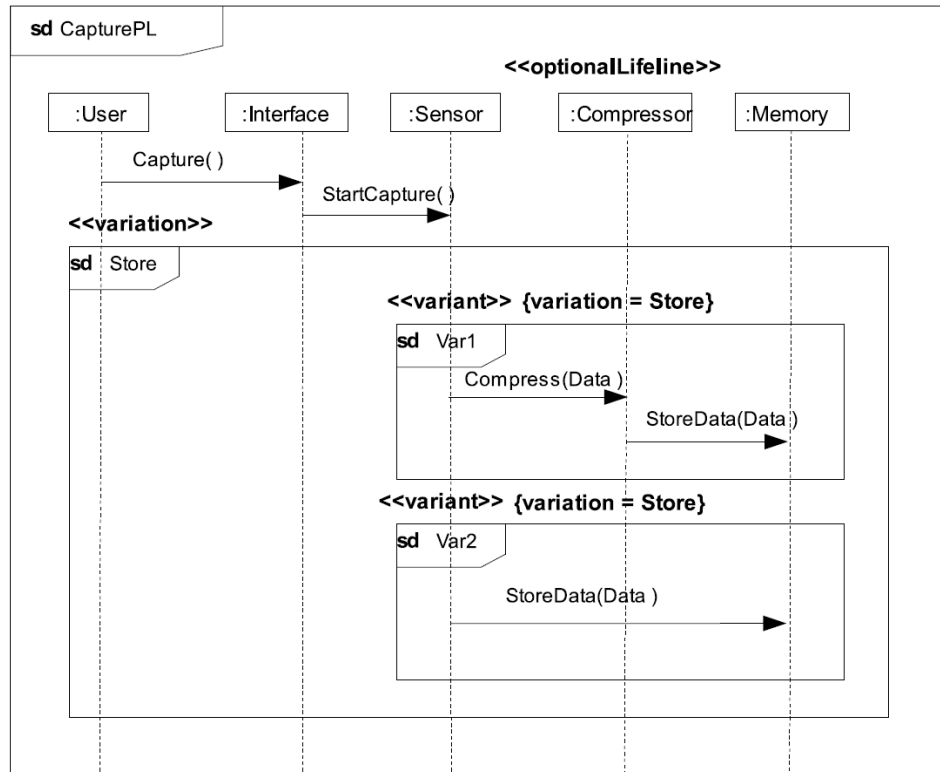 sd CapturePL
<<optionalLifeline>>
:User :Interface :Sensor :Compressor :Memory
Capture( )
StartCapture( )
<<variation>>
sd Store
<<variant>> {variation = Store}
sd Var1
Compress(Data )
StoreData(Data )
<<variant>> {variation = Store}
sd Var2
StoreData(Data )